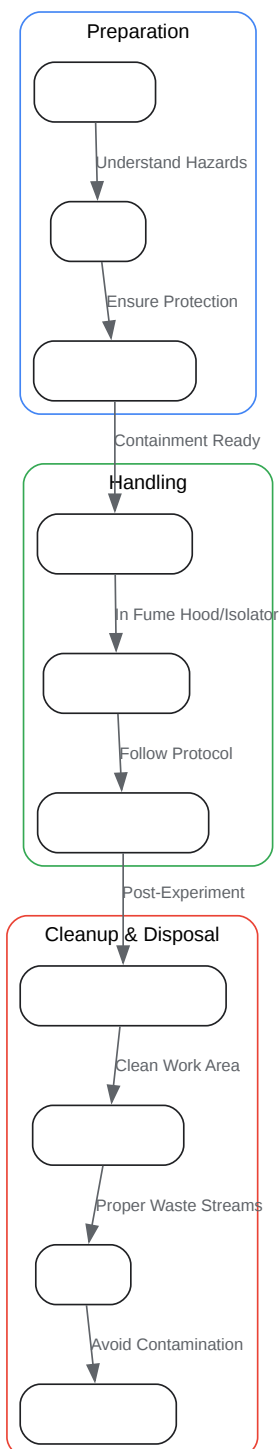 Preparation
Understand Hazards
Ensure Protection
Containment Ready
Handling
In Fume Hood/Isolator
Follow Protocol
Post-Experiment
Cleanup & Disposal
Clean Work Area
Proper Waste Streams
Avoid Contamination